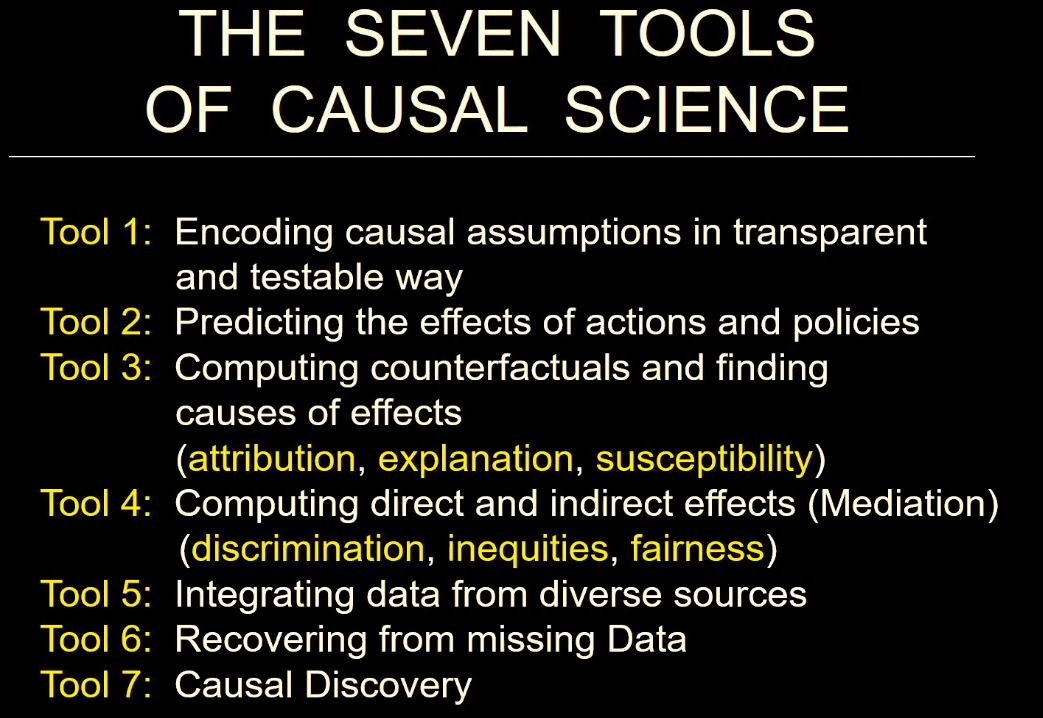 THE SEVEN TOOLS
OF CAUSAL SCIENCE
Tool 1: Encoding causal assumptions in transparent
and testable way
Tool 2: Predicting the effects of actions and policies
Tool 3: Computing counterfactuals and finding
causes of effects
(attribution, explanation, susceptibility)
Tool 4: Computing direct and indirect effects (Mediation)
(discrimination, inequities, fairness)
Tool 5: Integrating data from diverse sources
Tool 6: Recovering from missing Data
Tool 7: Causal Discovery